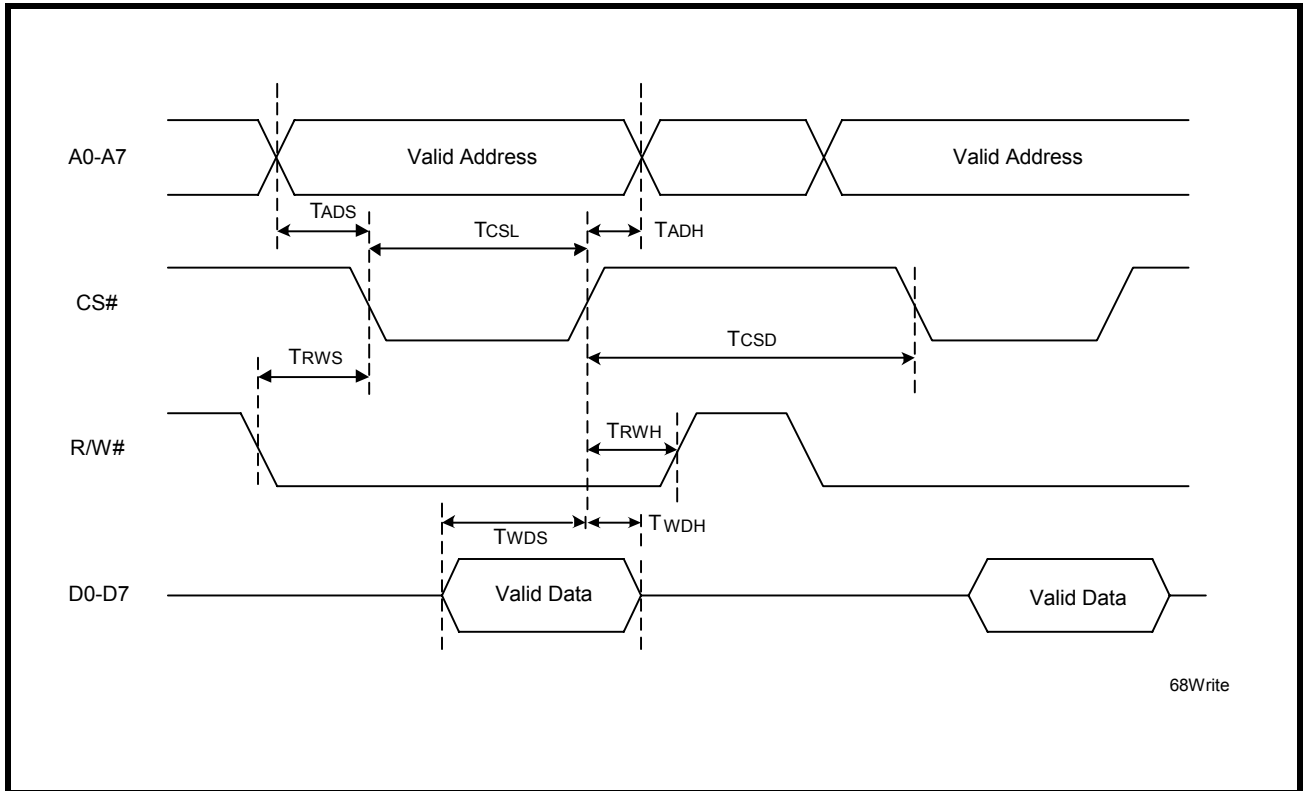 A0-A7
Valid Address
Valid Address
TADS
TCSL
TADH
CS#
TCSD
TRWS
R/W#
TRWH
TWDS
TWDH
D0-D7
Valid Data
Valid Data
68Write